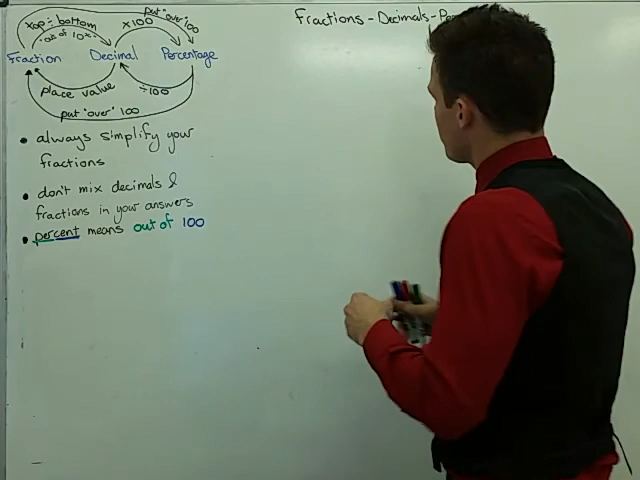 Fractions - Decimals - Pe
put "over" 100
top ÷ bottom
"out of 10*"
x100
Fraction Decimal Percentage
place value
÷100
put "over" 100
• always simplify your
fractions
• don't mix decimals &
fractions in your answers
• percent means out of 100